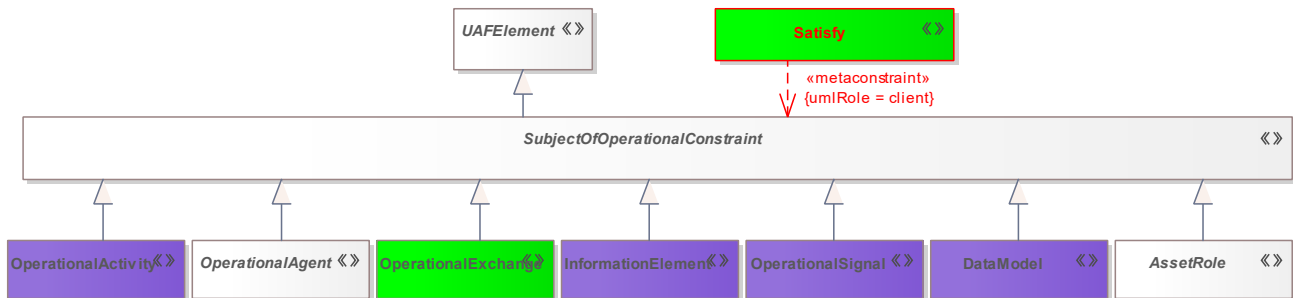 UAFElement «»
Satisfy «»
«metaconstraint»
{umlRole = client}
SubjectOfOperationalConstraint «»
OperationalActivity «»
OperationalAgent «»
OperationalExchange «»
InformationElement «»
OperationalSignal «»
DataModel «»
AssetRole «»